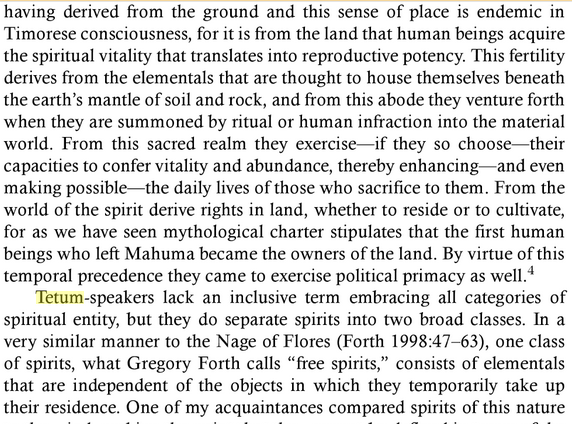 having derived from the ground and this sense of place is endemic in
Timorese consciousness, for it is from the land that human beings acquire
the spiritual vitality that translates into reproductive potency. This fertility
derives from the elementals that are thought to house themselves beneath
the earth's mantle of soil and rock, and from this abode they venture forth
when they are summoned by ritual or human infraction into the material
world. From this sacred realm they exercise—if they so choose—their
capacities to confer vitality and abundance, thereby enhancing—and even
making possible—the daily lives of those who sacrifice to them. From the
world of the spirit derive rights in land, whether to reside or to cultivate,
for as we have seen mythological charter stipulates that the first human
beings who left Mahuma became the owners of the land. By virtue of this
temporal precedence they came to exercise political primacy as well.4
Tetum-speakers lack an inclusive term embracing all categories of
spiritual entity, but they do separate spirits into two broad classes. In a
very similar manner to the Nage of Flores (Forth 1998:47–63), one class
of spirits, what Gregory Forth calls “free spirits,” consists of elementals
that are independent of the objects in which they temporarily take up
their residence. One of my acquaintances compared spirits of this nature